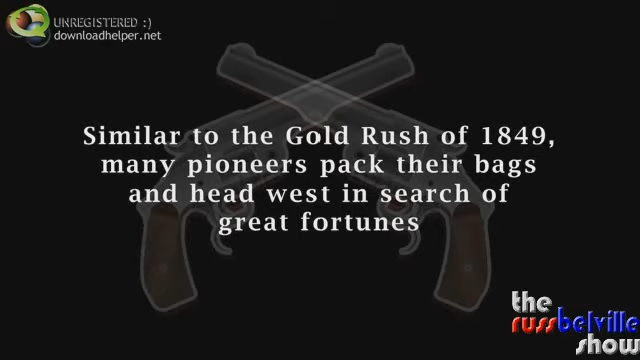 UNREGISTERED :)
downloadhelper.net
Similar to the Gold Rush of 1849,
many pioneers pack their bags
and head west in search of
great fortunes
the
russbelville
show